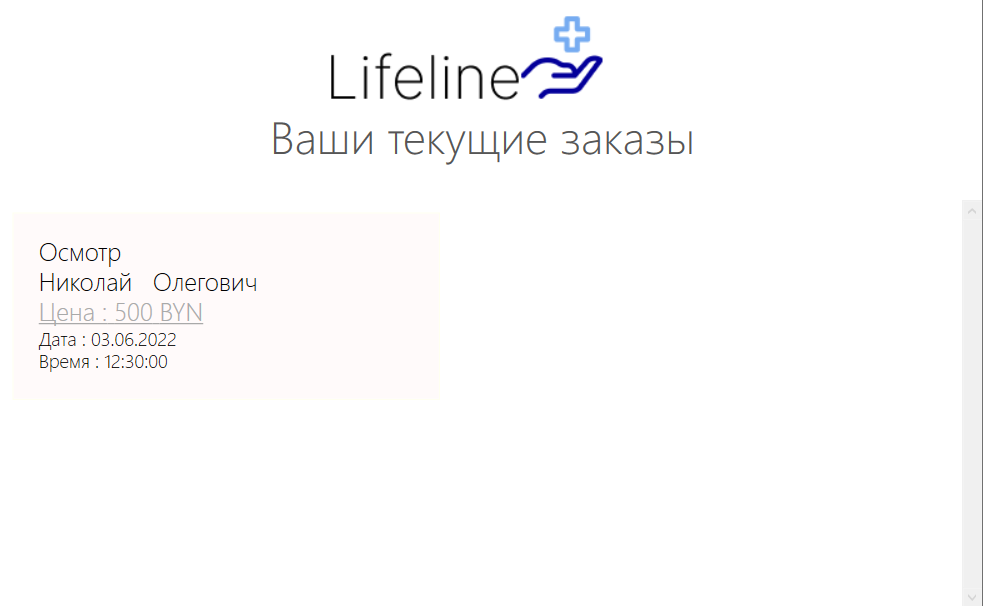 Lifeline
Ваши текущие заказы
Осмотр
Николай Олегович
Цена : 500 BYN
Дата : 03.06.2022
Время : 12:30:00